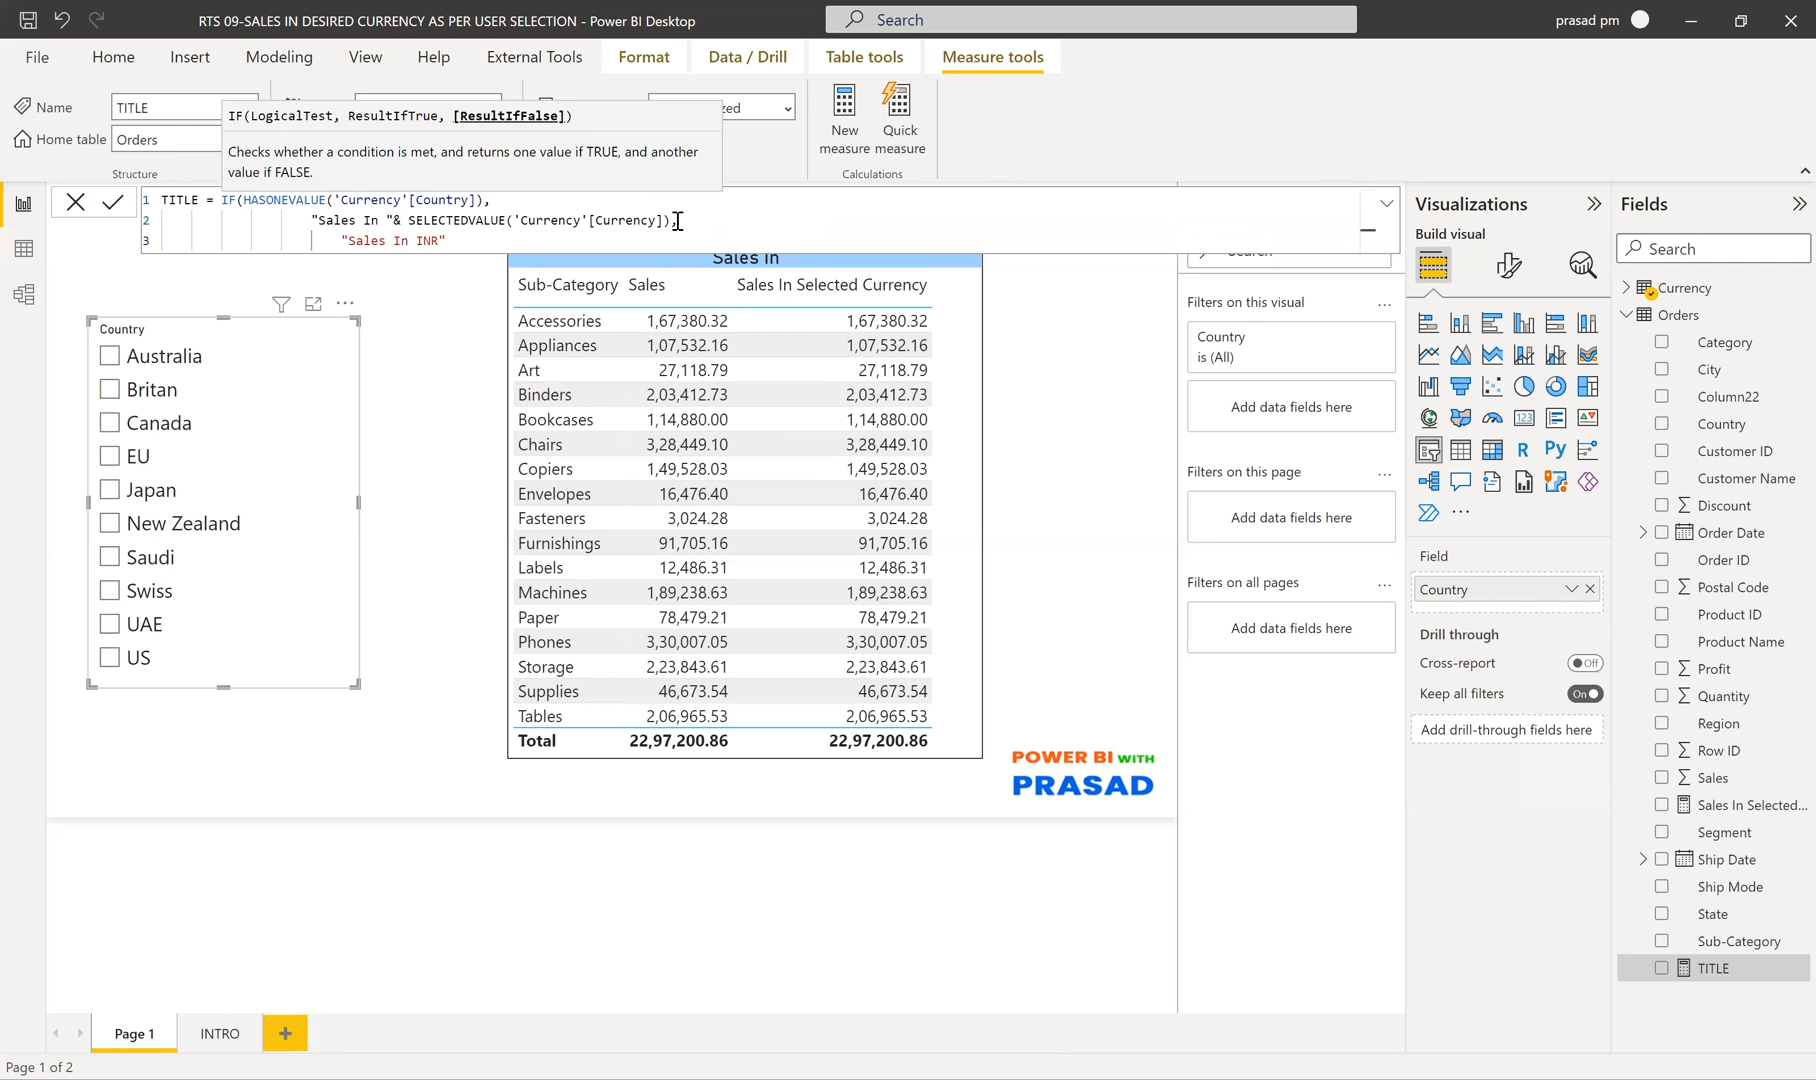 RTS 09-SALES IN DESIRED CURRENCY AS PER USER SELECTION - Power BI Desktop
Search
prasad pm
File Home Insert Modeling View Help External Tools Format Data / Drill Table tools Measure tools
Name TITLE
Home table Orders
Structure
IF(LogicalTest, ResultIfTrue, [ResultIfFalse])
Checks whether a condition is met, and returns one value if TRUE, and another
value if FALSE.
zed
New
measure
Quick
measure
Calculations
1 TITLE = IF(HASONEVALUE('Currency'[Country]),
2 "Sales In "& SELECTEDVALUE('Currency'[Currency]),
3 "Sales In INR"
Country
Australia
Britan
Canada
EU
Japan
New Zealand
Saudi
Swiss
UAE
US
Sales In
Sub-Category Sales Sales In Selected Currency
Accessories 1,67,380.32 1,67,380.32
Appliances 1,07,532.16 1,07,532.16
Art 27,118.79 27,118.79
Binders 2,03,412.73 2,03,412.73
Bookcases 1,14,880.00 1,14,880.00
Chairs 3,28,449.10 3,28,449.10
Copiers 1,49,528.03 1,49,528.03
Envelopes 16,476.40 16,476.40
Fasteners 3,024.28 3,024.28
Furnishings 91,705.16 91,705.16
Labels 12,486.31 12,486.31
Machines 1,89,238.63 1,89,238.63
Paper 78,479.21 78,479.21
Phones 3,30,007.05 3,30,007.05
Storage 2,23,843.61 2,23,843.61
Supplies 46,673.54 46,673.54
Tables 2,06,965.53 2,06,965.53
Total 22,97,200.86 22,97,200.86
POWER BI WITH
PRASAD
Filters on this visual ...
Country
is (All)
Add data fields here
Filters on this page ...
Add data fields here
Filters on all pages ...
Add data fields here
Visualizations
Build visual
R Py
...
Field
Country
Drill through
Cross-report Off
Keep all filters On
Add drill-through fields here
Fields
Search
Currency
Orders
Category
City
Column22
Country
Customer ID
Customer Name
Discount
Order Date
Order ID
Postal Code
Product ID
Product Name
Profit
Quantity
Region
Row ID
Sales
Sales In Selected...
Segment
Ship Date
Ship Mode
State
Sub-Category
TITLE
Page 1 INTRO +
Page 1 of 2